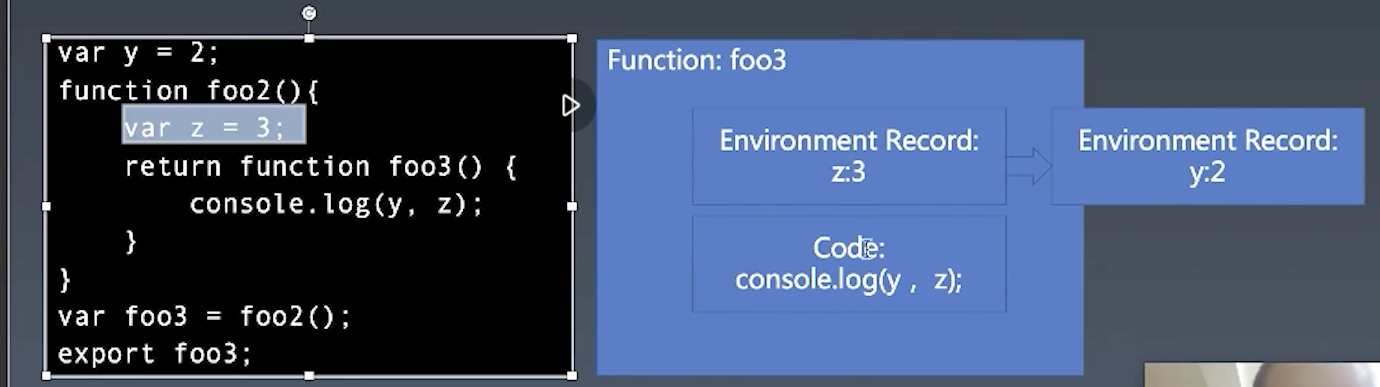 var y = 2;
function foo2(){
    var z = 3;
    return function foo3() {
        console.log(y, z);
    }
}
var foo3 = foo2();
export foo3;
Function: foo3
Environment Record:
z:3
Environment Record:
y:2
Code:
console.log(y , z);